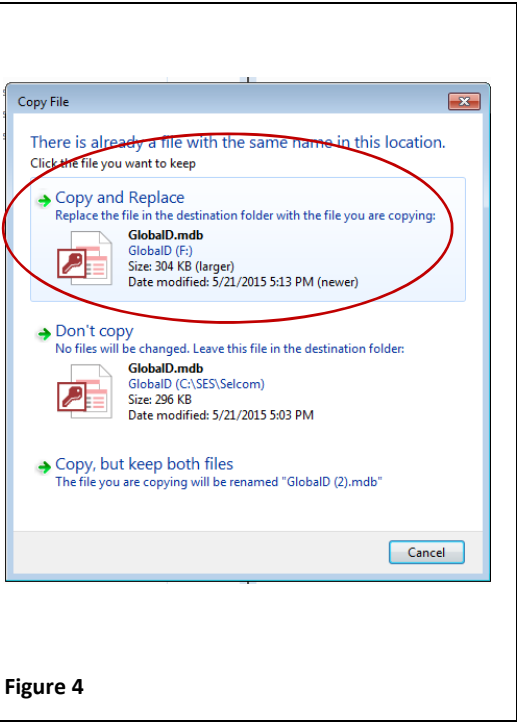 Copy File
There is already a file with the same name in this location.
Click the file you want to keep
Copy and Replace
Replace the file in the destination folder with the file you are copying:
GlobalD.mdb
GlobalD (F:)
Size: 304 KB (larger)
Date modified: 5/21/2015 5:13 PM (newer)
Don't copy
No files will be changed. Leave this file in the destination folder:
GlobalD.mdb
GlobalD (C:\SES\Selcom)
Size: 296 KB
Date modified: 5/21/2015 5:03 PM
Copy, but keep both files
The file you are copying will be renamed "GlobalD (2).mdb"
Cancel
Figure 4